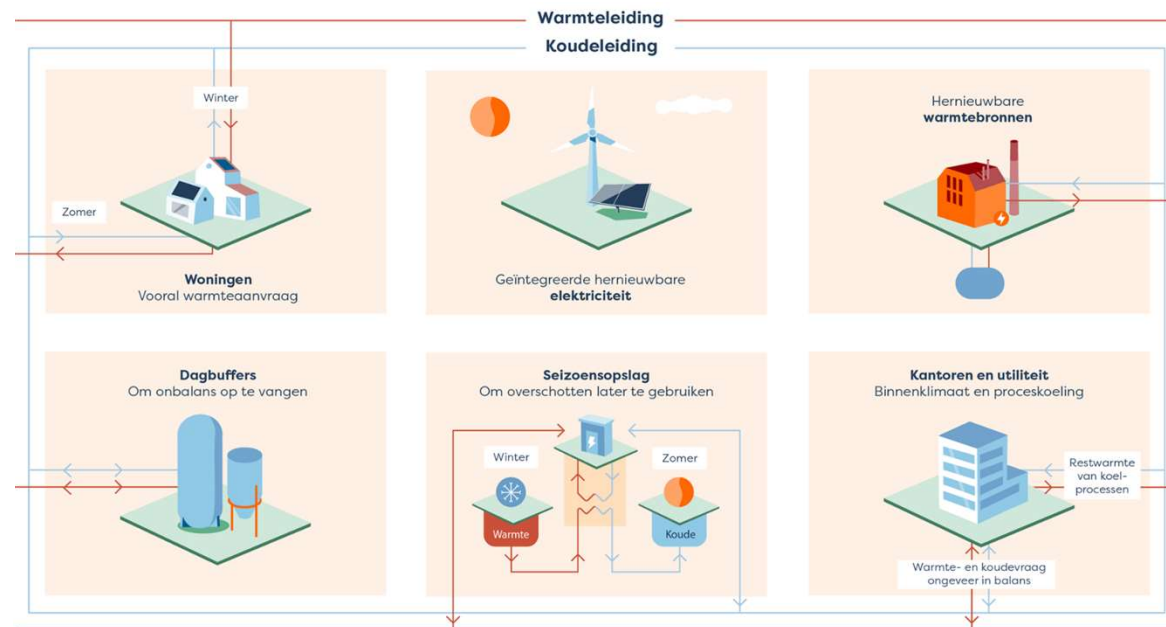 Warmteleiding
Koudeleiding
Winter
Zomer
Woningen
Vooral warmteaanvraag
Geïntegreerde hernieuwbare
elektriciteit
Hernieuwbare
warmtebronnen
Dagbuffers
Om onbalans op te vangen
Seizoensopslag
Om overschotten later te gebruiken
Winter
Zomer
Warmte
Koude
Kantoren en utiliteit
Binnenklimaat en proceskoeling
Restwarmte
van koel-
processen
Warmte- en koudevraag
ongeveer in balans